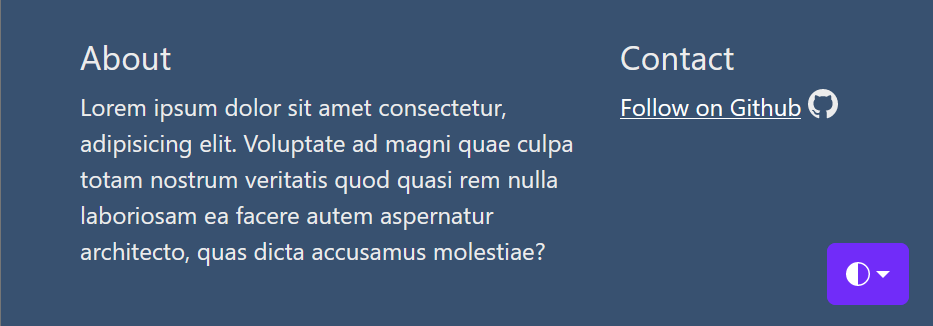 About
Lorem ipsum dolor sit amet consectetur,
adipisicing elit. Voluptate ad magni quae culpa
totam nostrum veritatis quod quasi rem nulla
laboriosam ea facere autem aspernatur
architecto, quas dicta accusamus molestiae?
Contact
Follow on Github